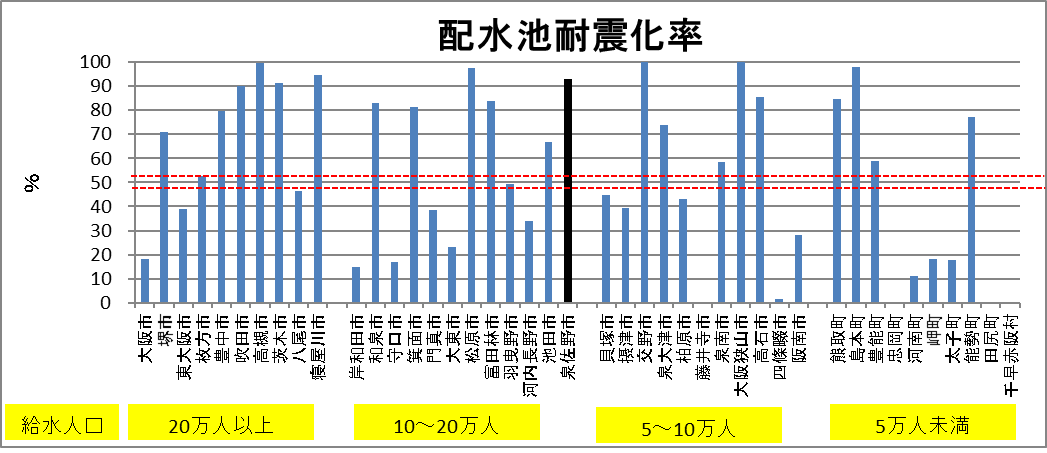 配水池耐震化率
%
100
90
80
70
60
50
40
30
20
10
0
大阪市
堺市
東大阪市
枚方市
豊中市
吹田市
高槻市
茨木市
八尾市
寝屋川市
岸和田市
和泉市
守口市
箕面市
門真市
大東市
松原市
富田林市
羽曳野市
河内長野市
池田市
泉佐野市
貝塚市
摂津市
交野市
泉大津市
柏原市
藤井寺市
泉南市
大阪狭山市
高石市
四條畷市
阪南市
熊取町
島本町
豊能町
忠岡町
河南町
岬町
太子町
能勢町
田尻町
千早赤阪村
給水人口
20万人以上
10～20万人
5～10万人
5万人未満